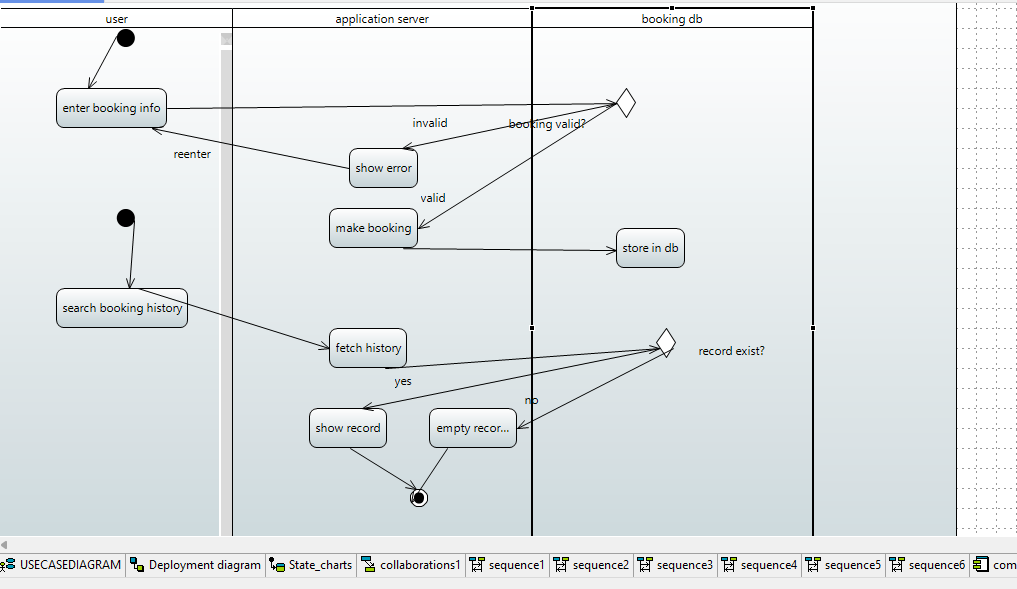 user
application server
booking db
enter booking info
invalid
booking valid?
reenter
show error
valid
make booking
store in db
search booking history
fetch history
record exist?
yes
no
show record
empty recor...
USECASEDIAGRAM
Deployment diagram
State_charts
collaborations1
sequence1
sequence2
sequence3
sequence4
sequence5
sequence6
com